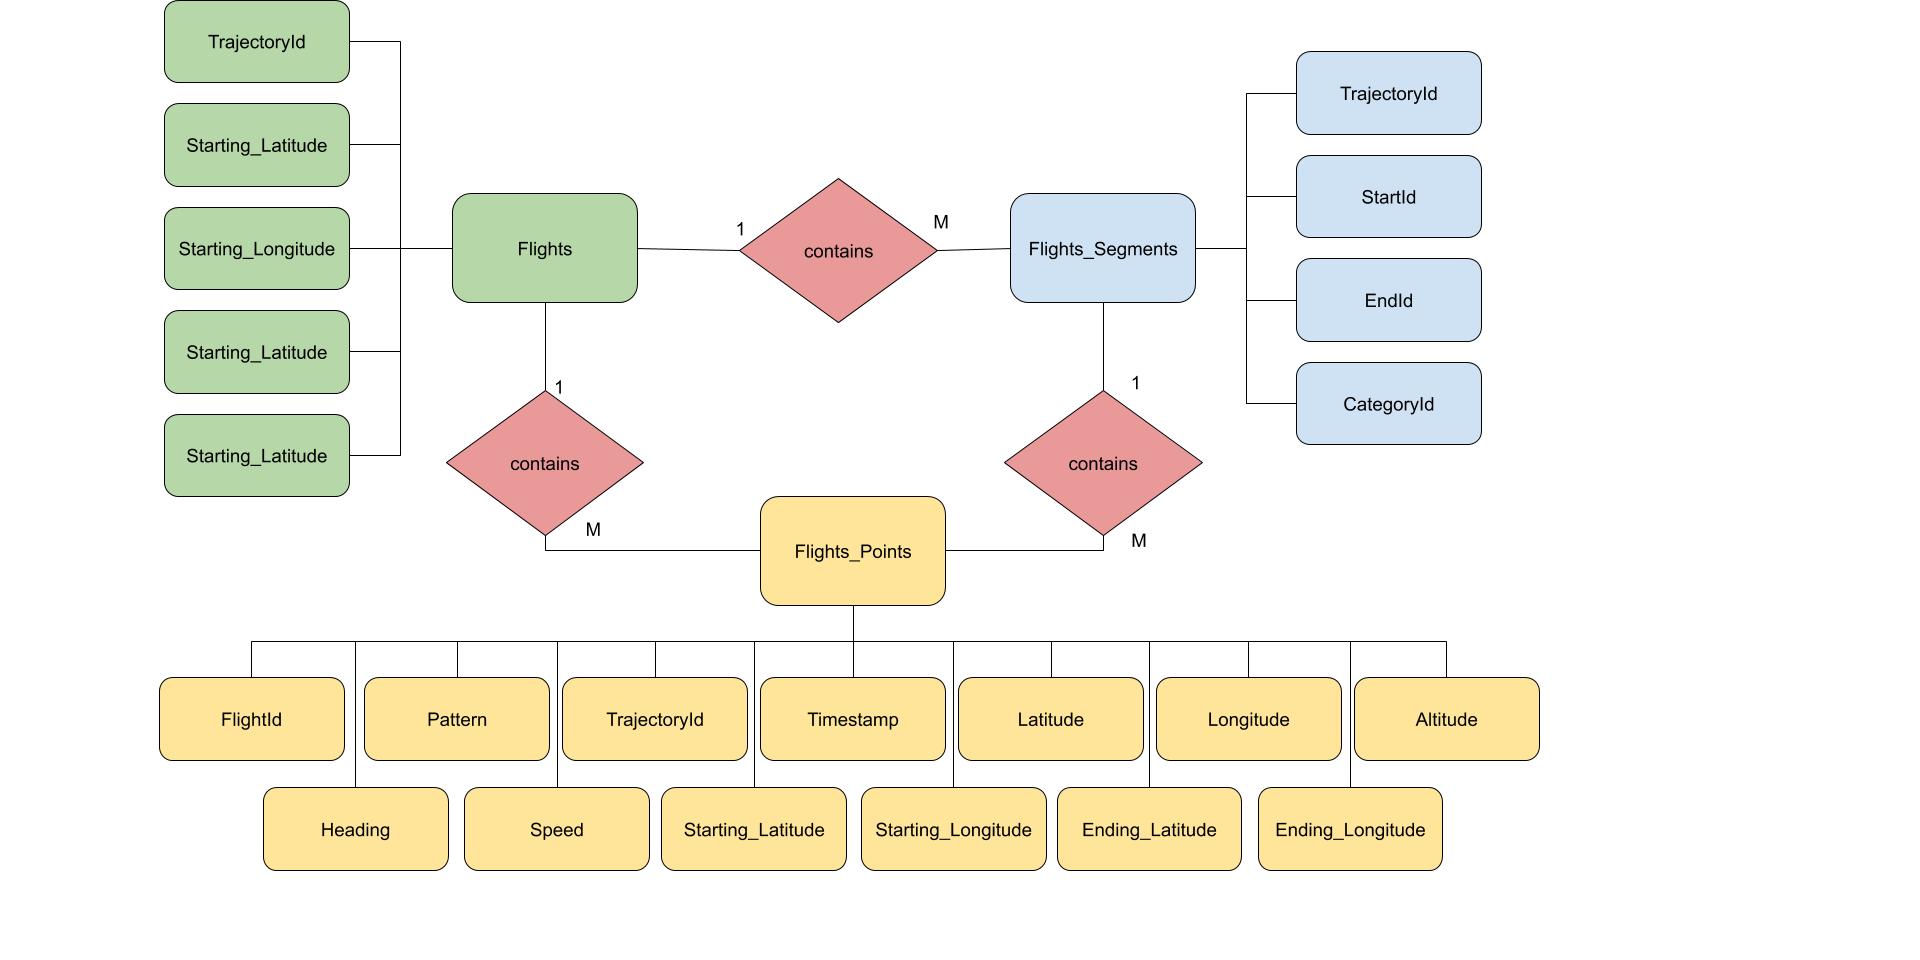 TrajectoryId
Starting_Latitude
Starting_Longitude
Starting_Latitude
Starting_Latitude
Flights
1
contains
M
Flights_Segments
TrajectoryId
StartId
EndId
CategoryId
1
contains
M
1
contains
M
Flights_Points
FlightId
Pattern
TrajectoryId
Timestamp
Latitude
Longitude
Altitude
Heading
Speed
Starting_Latitude
Starting_Longitude
Ending_Latitude
Ending_Longitude